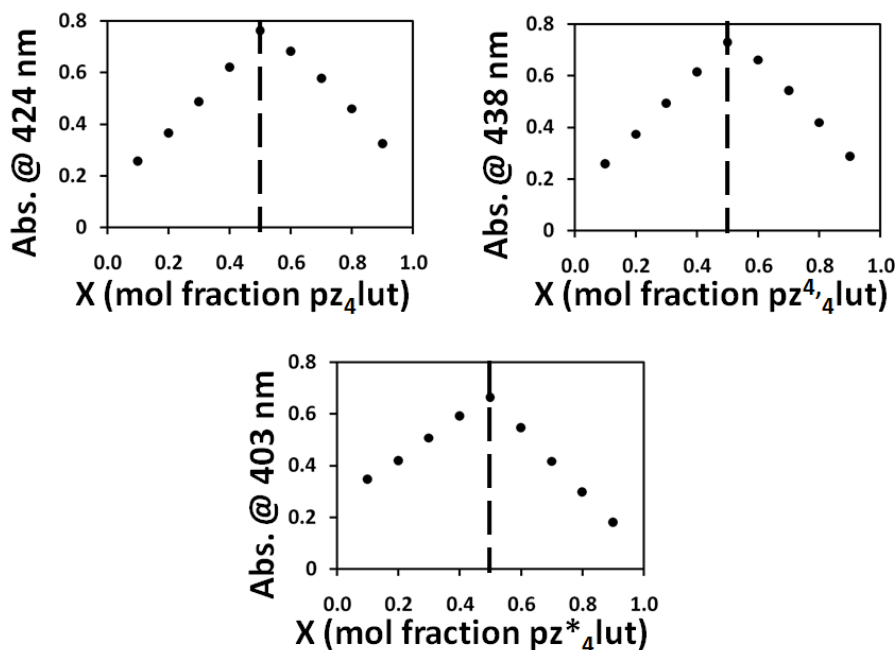 Abs. @ 424 nm
0.8
0.6
0.4
0.2
0
0.0 0.2 0.4 0.6 0.8 1.0
X (mol fraction pz₄lut)
Abs. @ 438 nm
0.8
0.6
0.4
0.2
0
0.0 0.2 0.4 0.6 0.8 1.0
X (mol fraction pz⁴’₄lut)
Abs. @ 403 nm
0.8
0.6
0.4
0.2
0
0.0 0.2 0.4 0.6 0.8 1.0
X (mol fraction pz*₄lut)